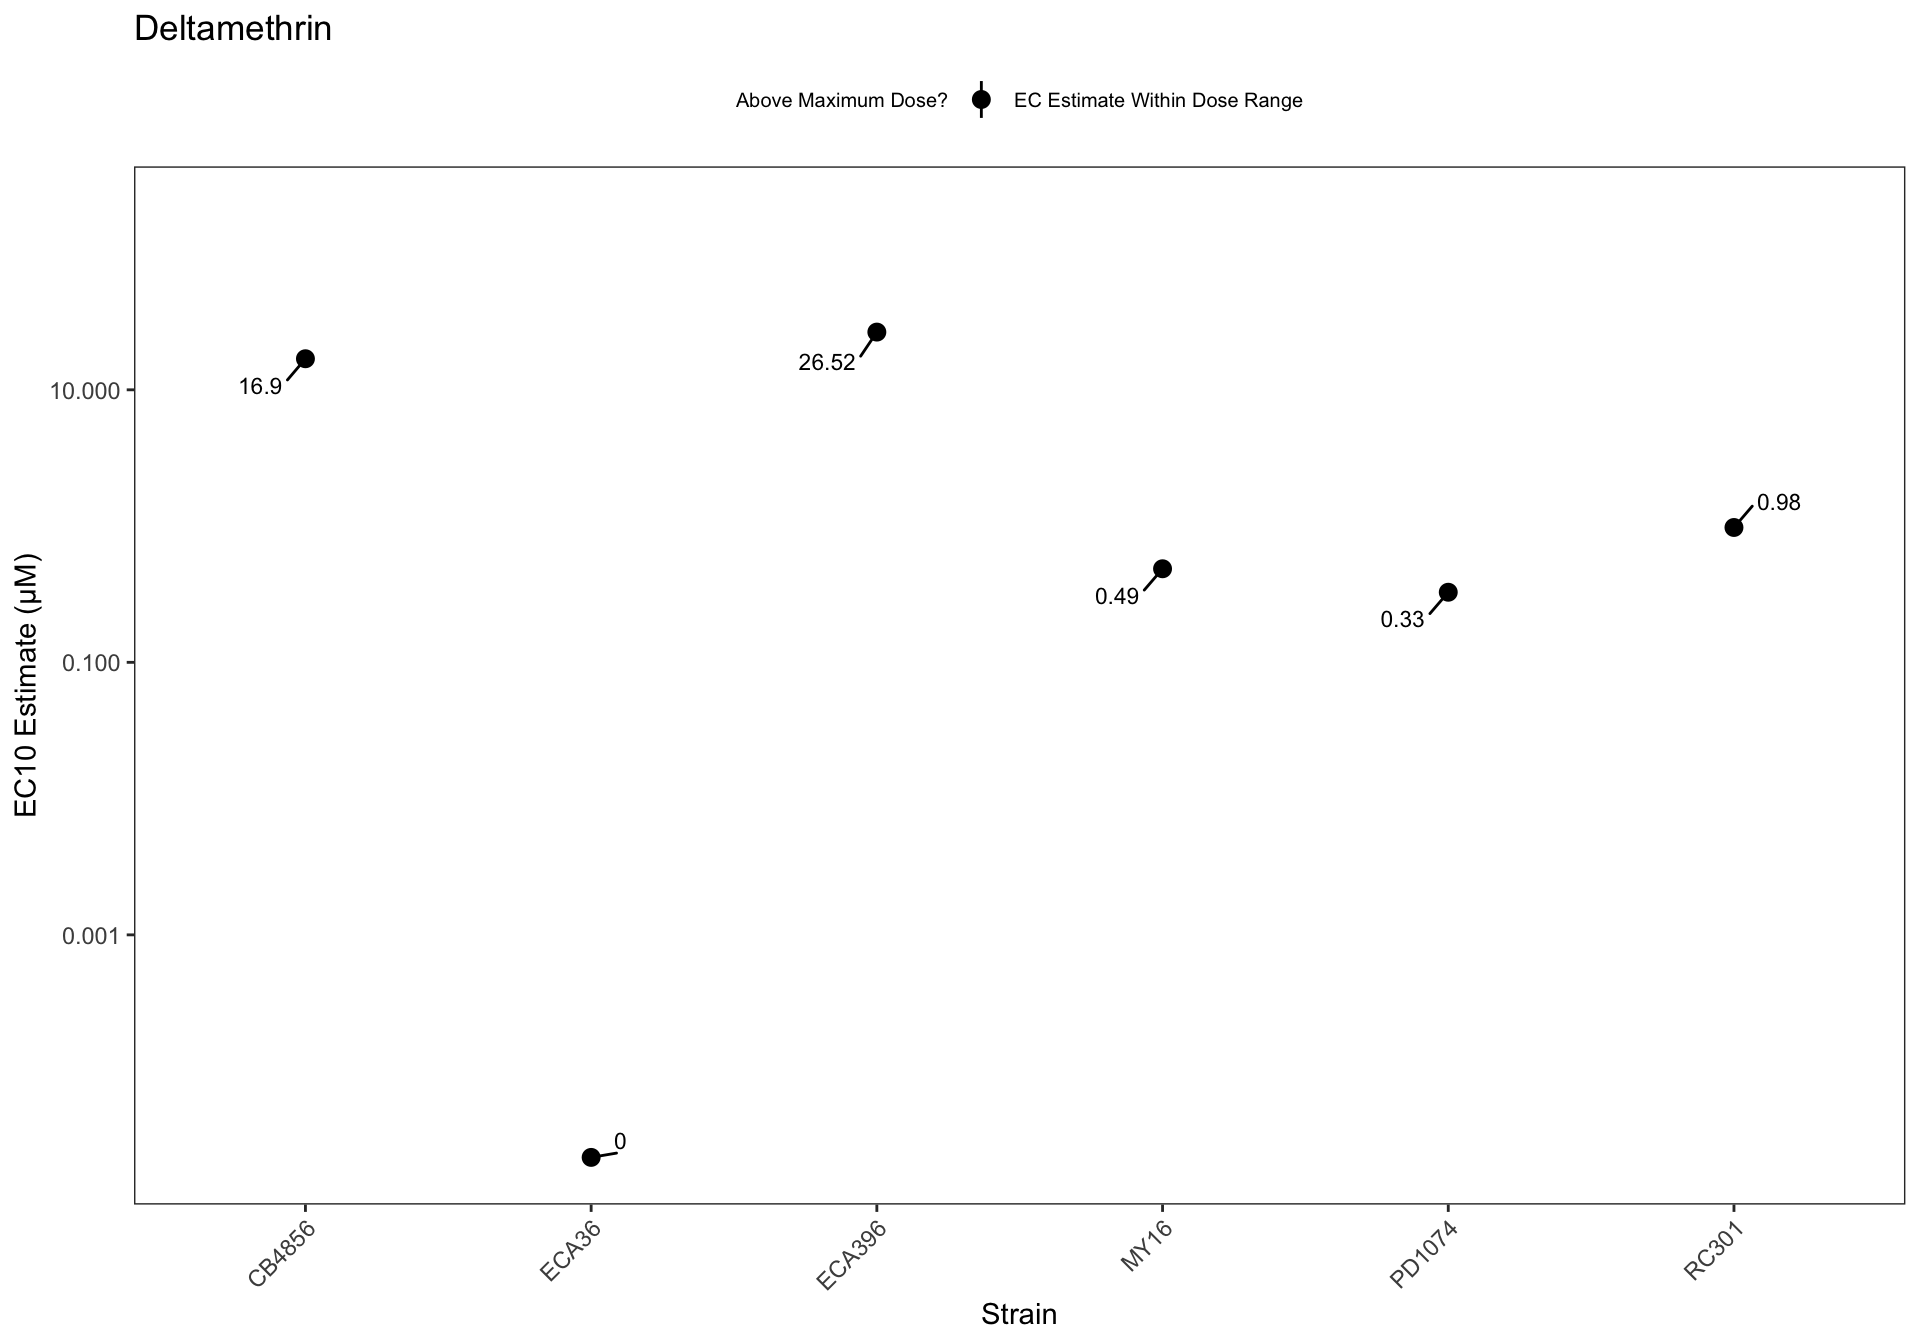 Deltamethrin
Above Maximum Dose? EC Estimate Within Dose Range
EC10 Estimate (μM)
10.000
0.100
0.001
16.9
0
26.52
0.49
0.33
0.98
CB4856
ECA36
ECA396
MY16
PD1074
RC301
Strain